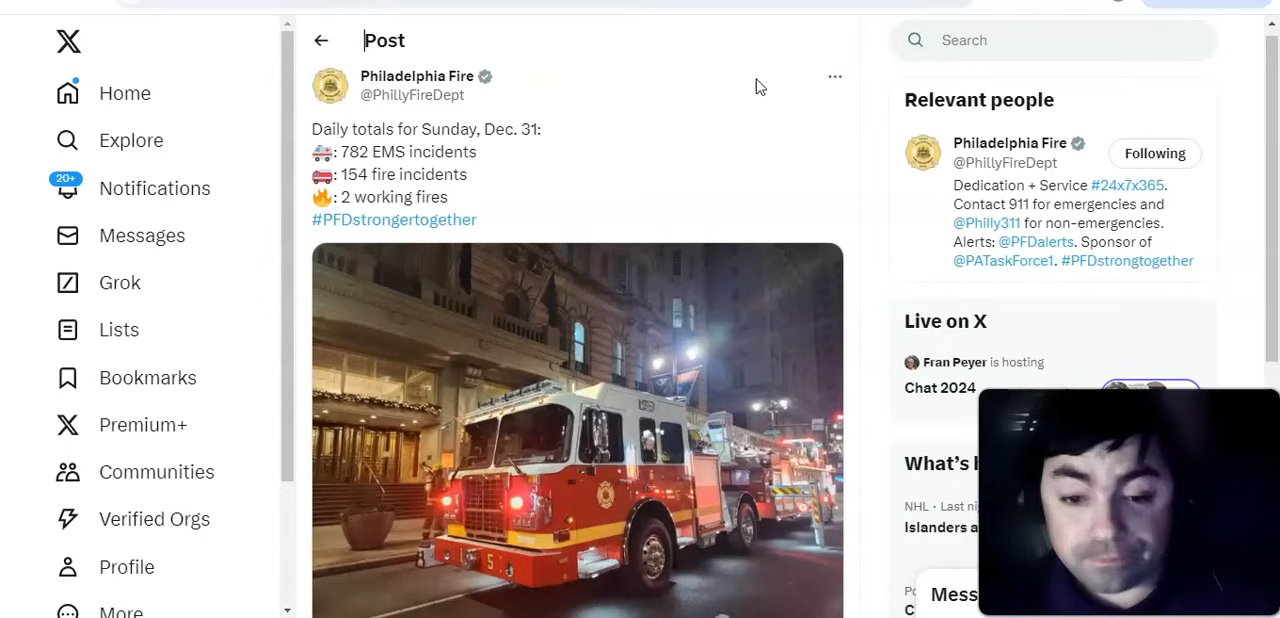 Home
Explore
20+
Notifications
Messages
Grok
Lists
Bookmarks
Premium+
Communities
Verified Orgs
Profile
More
Post
Philadelphia Fire
@PhillyFireDept
Daily totals for Sunday, Dec. 31:
: 782 EMS incidents
: 154 fire incidents
: 2 working fires
#PFDstrongertogether
5
Search
Relevant people
Philadelphia Fire
@PhillyFireDept
Following
Dedication + Service #24x7x365.
Contact 911 for emergencies and
@Philly311 for non-emergencies.
Alerts: @PFDalerts. Sponsor of
@PATaskForce1. #PFDstrongtogether
Live on X
Fran Peyer is hosting
Chat 2024
What's h
NHL · Last ni
Islanders a
Mess